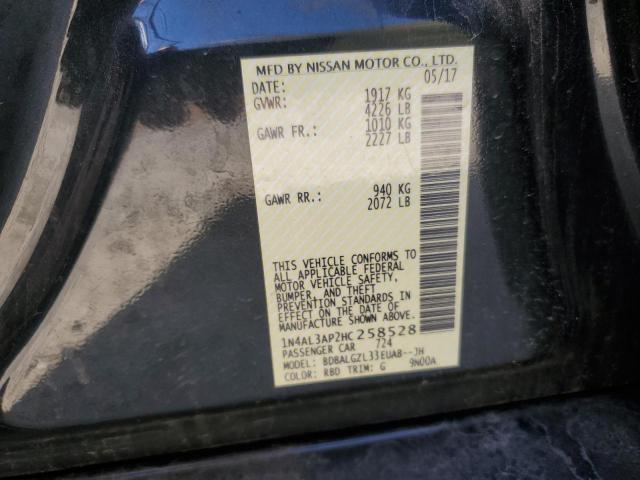 MFD BY NISSAN MOTOR CO., LTD.
DATE: 05/17
GVWR: 1917 KG
4226 LB
GAWR FR.: 1010 KG
2227 LB
GAWR RR.: 940 KG
2072 LB
THIS VEHICLE CONFORMS TO
ALL APPLICABLE FEDERAL
MOTOR VEHICLE SAFETY,
BUMPER, AND THEFT
PREVENTION STANDARDS IN
EFFECT ON THE DATE OF
MANUFACTURE SHOWN ABOVE.
1N4AL3AP2HC258528
PASSENGER CAR 724
MODEL: BDBALGZL33EUAB--JH
COLOR: RBD TRIM: G 9N00A